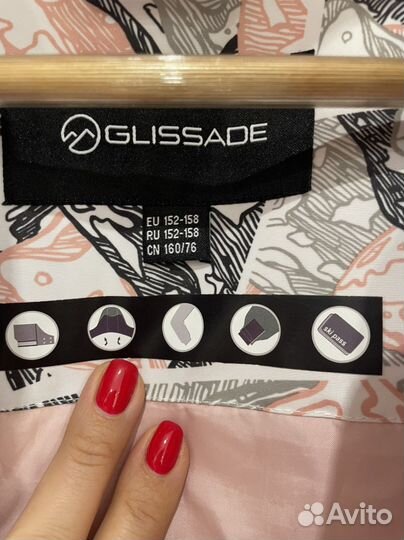 GLISSADE
EU 152-158
RU 152-158
CN 160/76
ski pass
Avito